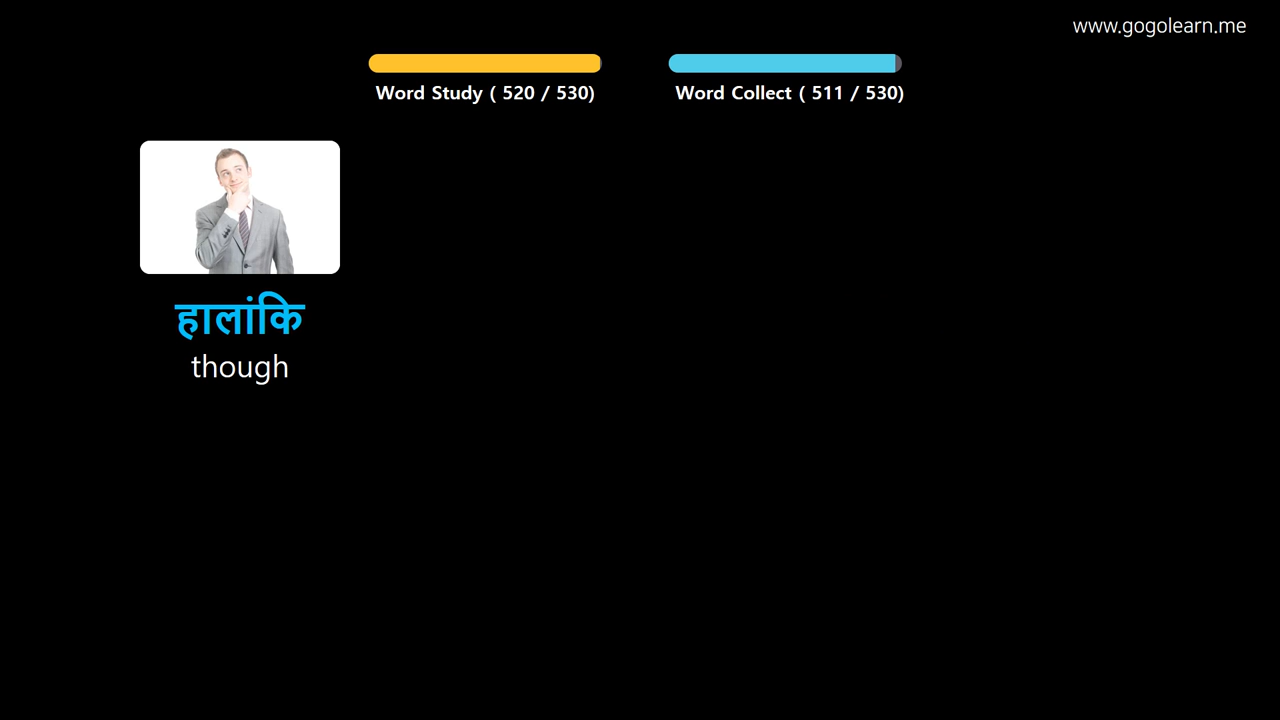 www.gogolearn.me
Word Study ( 520 / 530)
Word Collect ( 511 / 530)
हालांकि
though